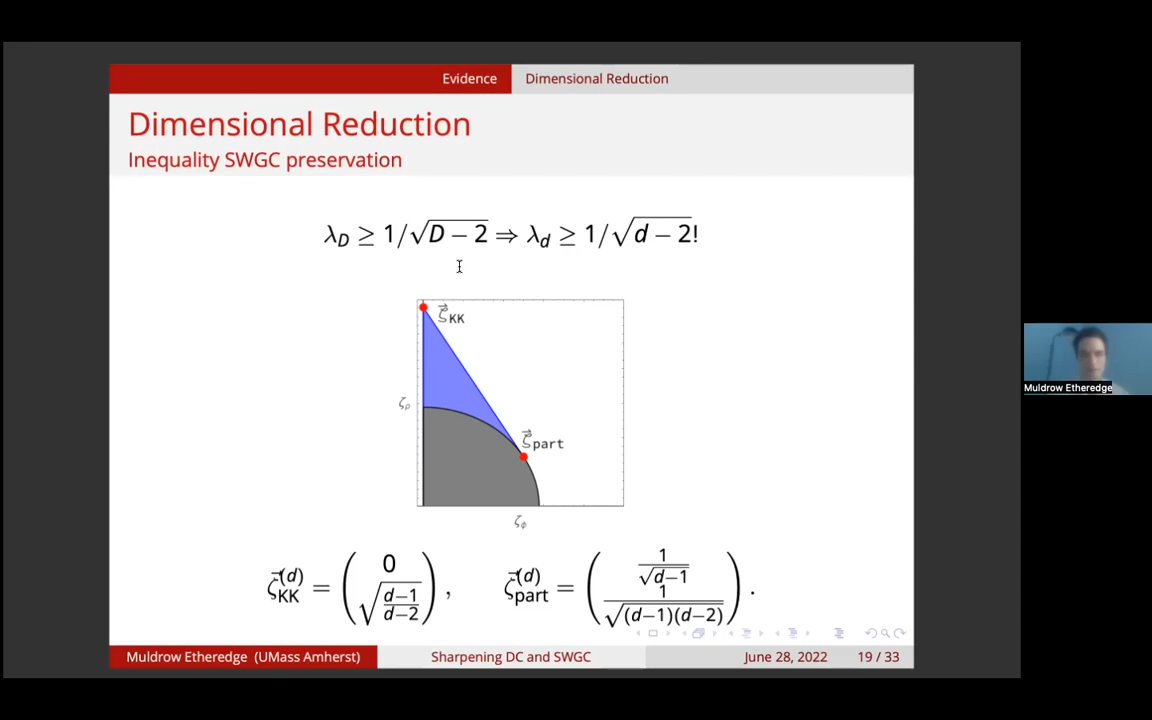 Evidence Dimensional Reduction
Dimensional Reduction
Inequality SWGC preservation
λ_D ≥ 1/√(D − 2) ⇒ λ_d ≥ 1/√(d − 2)!
ζ⃗_KK
ζ_ρ
ζ⃗_part
ζ_φ
ζ⃗_KK^(d) = (0, √((d−1)/(d−2))), ζ⃗_part^(d) = (1/√(d−1), 1/√((d−1)(d−2))).
Muldrow Etheredge (UMass Amherst) Sharpening DC and SWGC June 28, 2022 19 / 33
Muldrow Etheredge